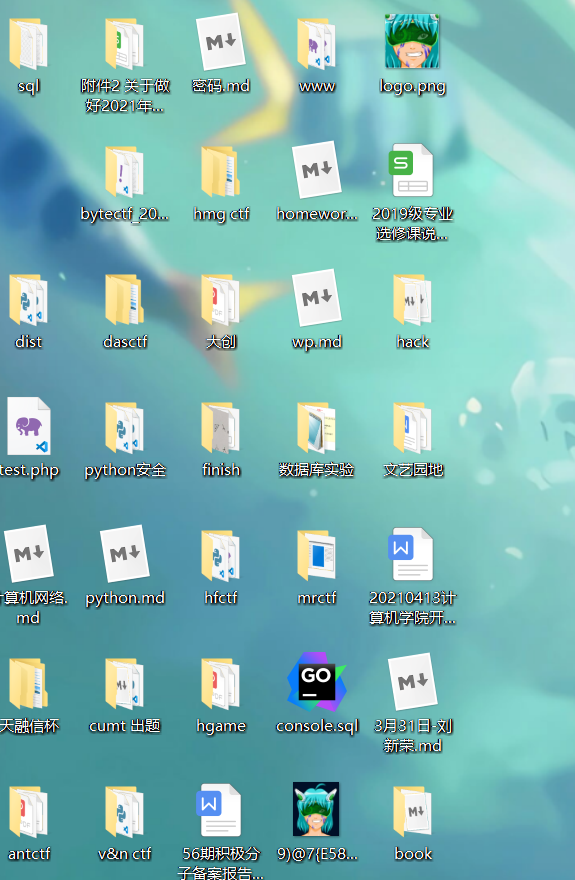 sql
附件2 关于做
好2021年...
密码.md
www
logo.png
bytectf_20...
hmg ctf
homewor...
2019级专业
选修课说...
dist
dasctf
大创
wp.md
hack
test.php
python安全
finish
数据库实验
文艺园地
计算机网络.
md
python.md
hfctf
mrctf
20210413计
算机学院开...
天融信杯
cumt 出题
hgame
console.sql
3月31日-刘
新荣.md
antctf
v&n ctf
56期积极分
子备案报告...
9)@7{E58...
book